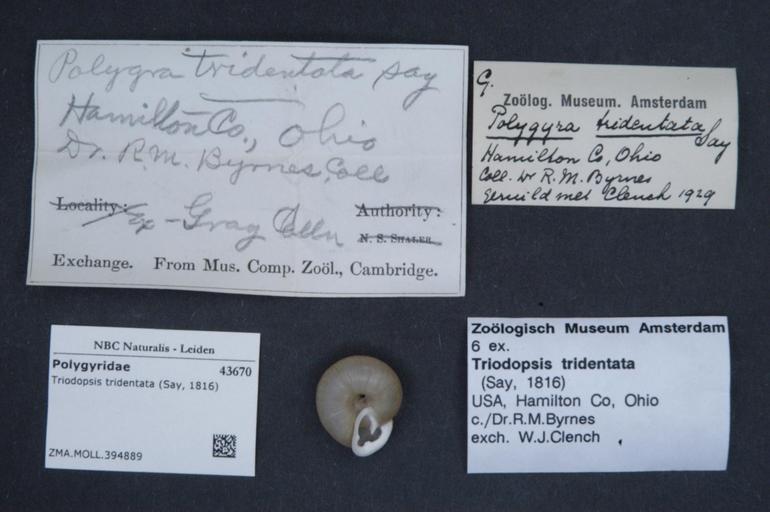 Polygra tridentata Say
Hamilton Co., Ohio
Dr. R. M. Byrnes, Coll
Locality: ex-Gray Colln Authority:
N. S. SHALER.
Exchange. From Mus. Comp. Zoöl., Cambridge.
G.
Zoölog. Museum. Amsterdam
Polygyra tridentata Say
Hamilton Co, Ohio
Coll. Dr R. M. Byrnes
geruild met Clench 1929
NBC Naturalis - Leiden
Polygyridae 43670
Triodopsis tridentata (Say, 1816)
ZMA.MOLL.394889
Zoölogisch Museum Amsterdam
6 ex.
Triodopsis tridentata
(Say, 1816)
USA, Hamilton Co, Ohio
c./Dr.R.M.Byrnes
exch. W.J.Clench